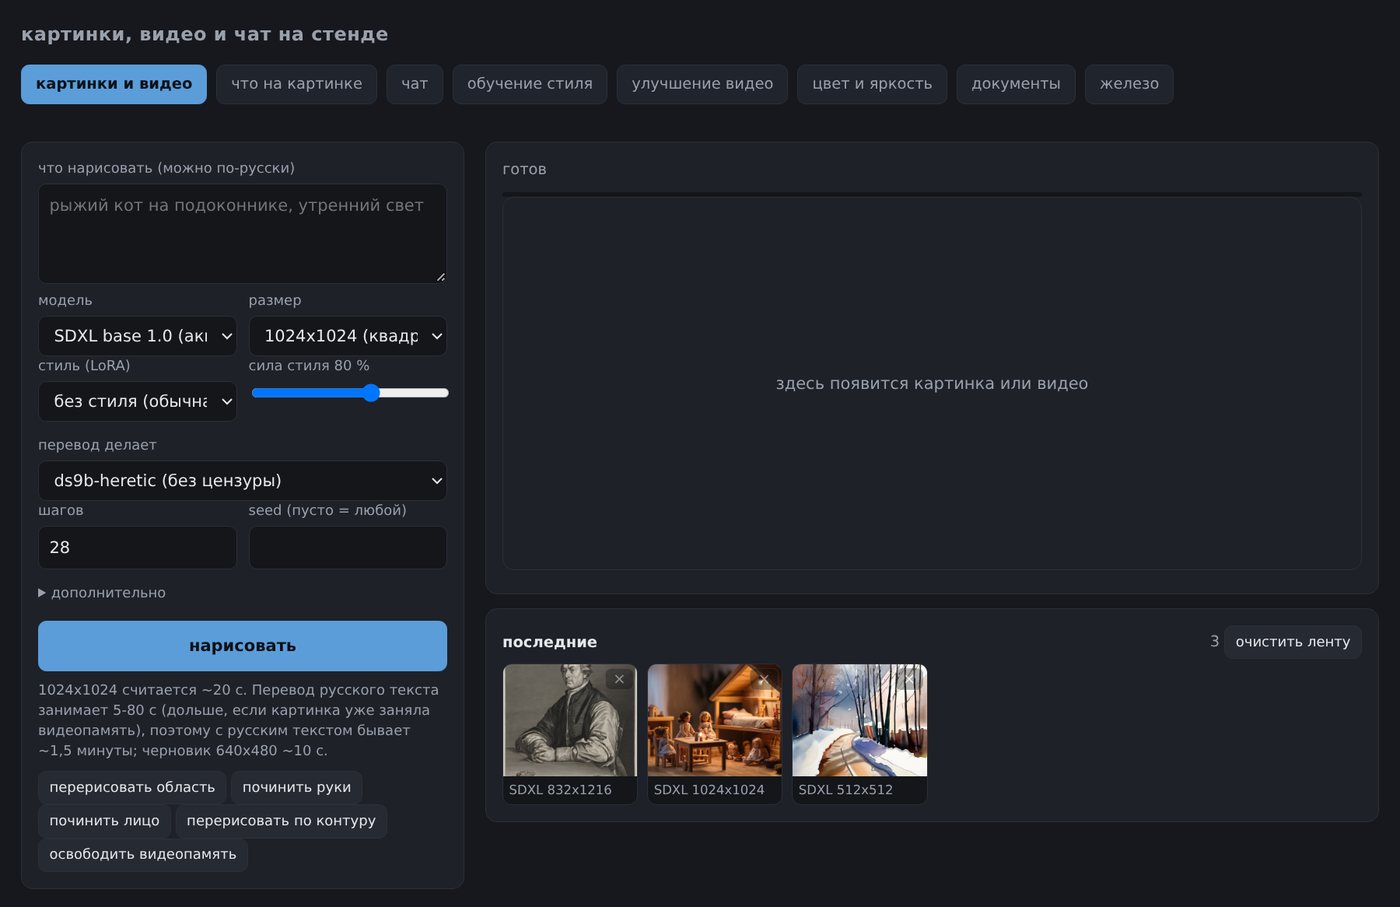 картинки, видео и чат на стенде
картинки и видео
что на картинке
чат
обучение стиля
улучшение видео
цвет и яркость
документы
железо
что нарисовать (можно по-русски)
рыжий кот на подоконнике, утренний свет
модель
размер
SDXL base 1.0 (акт
1024x1024 (квадр
стиль (LoRA)
сила стиля 80 %
без стиля (обычна
перевод делает
ds9b-heretic (без цензуры)
шагов
seed (пусто = любой)
28
дополнительно
нарисовать
1024x1024 считается ~20 с. Перевод русского текста
занимает 5-80 с (дольше, если картинка уже заняла
видеопамять), поэтому с русским текстом бывает
~1,5 минуты; черновик 640x480 ~10 с.
перерисовать область
починить руки
починить лицо
перерисовать по контуру
освободить видеопамять
готов
здесь появится картинка или видео
последние
3
очистить ленту
SDXL 832x1216
SDXL 1024x1024
SDXL 512x512